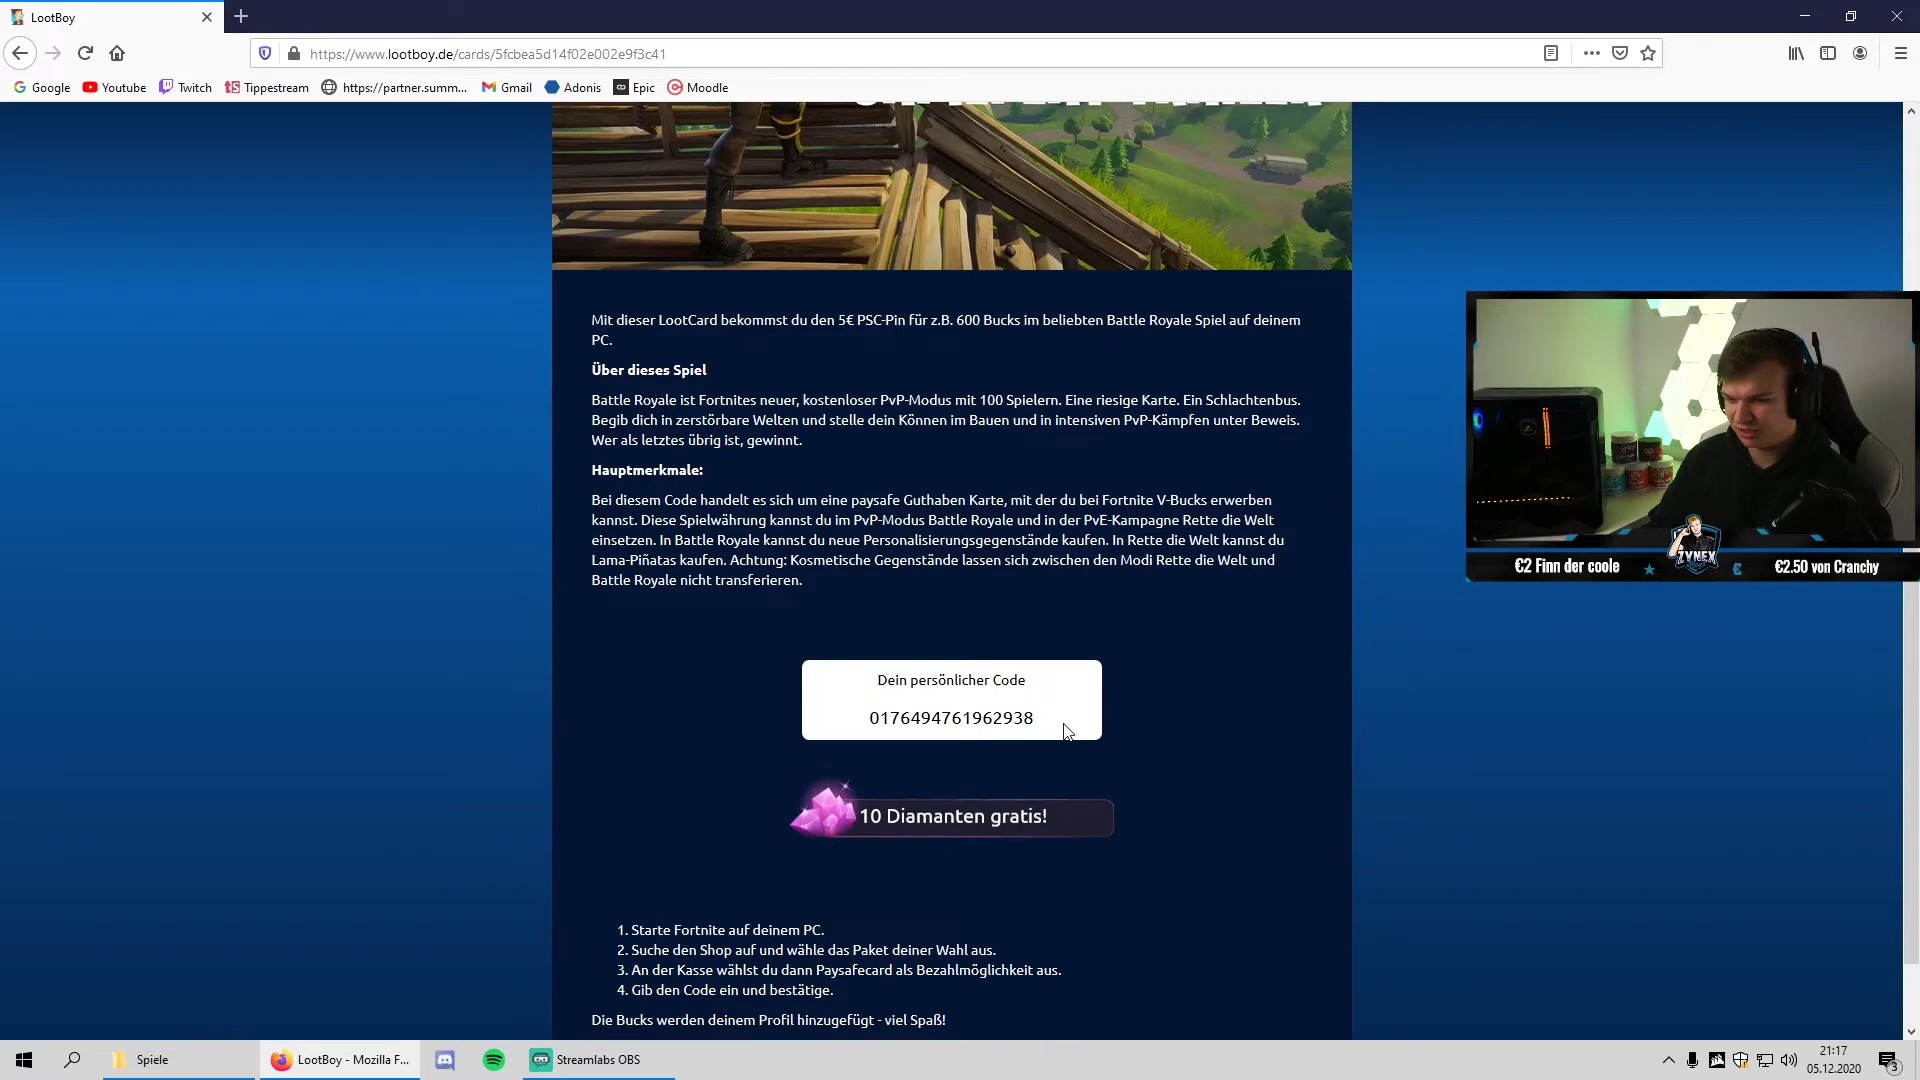 LootBoy
https://www.lootboy.de/cards/5fcbea5d14f02e002e9f3c41
Google
Youtube
Twitch
Tippestream
https://partner.summ...
Gmail
Adonis
Epic
Moodle
Mit dieser LootCard bekommst du den 5€ PSC-Pin für z.B. 600 Bucks im beliebten Battle Royale Spiel auf deinem
PC.
Über dieses Spiel
Battle Royale ist Fortnites neuer, kostenloser PvP-Modus mit 100 Spielern. Eine riesige Karte. Ein Schlachtenbus.
Begib dich in zerstörbare Welten und stelle dein Können im Bauen und in intensiven PvP-Kämpfen unter Beweis.
Wer als letztes übrig ist, gewinnt.
Hauptmerkmale:
Bei diesem Code handelt es sich um eine paysafe Guthaben Karte, mit der du bei Fortnite V-Bucks erwerben
kannst. Diese Spielwährung kannst du im PvP-Modus Battle Royale und in der PvE-Kampagne Rette die Welt
einsetzen. In Battle Royale kannst du neue Personalisierungsgegenstände kaufen. In Rette die Welt kannst du
Lama-Piñatas kaufen. Achtung: Kosmetische Gegenstände lassen sich zwischen den Modi Rette die Welt und
Battle Royale nicht transferieren.
ZYNEX
€2 Finn der coole
€2.50 von Cranchy
Dein persönlicher Code
0176494761962938
10 Diamanten gratis!
1. Starte Fortnite auf deinem PC.
2. Suche den Shop auf und wähle das Paket deiner Wahl aus.
3. An der Kasse wählst du dann Paysafecard als Bezahlmöglichkeit aus.
4. Gib den Code ein und bestätige.
Die Bucks werden deinem Profil hinzugefügt - viel Spaß!
Spiele
LootBoy - Mozilla F...
Streamlabs OBS
21:17
05.12.2020
3